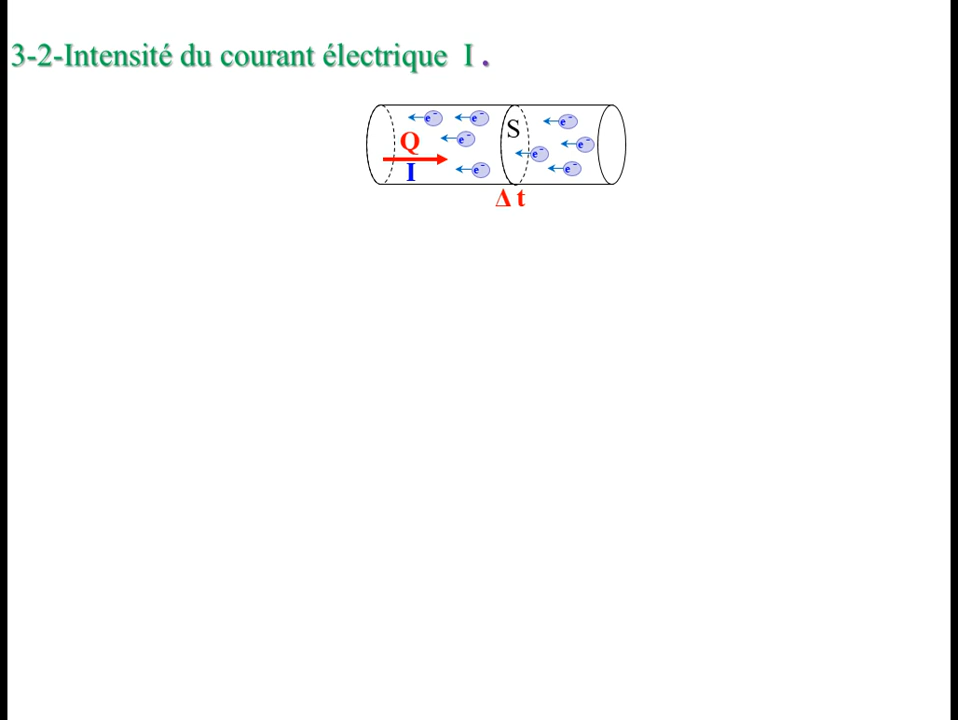 3-2-Intensité du courant électrique I .
e⁻ e⁻ S e⁻
Q e⁻ e⁻
e⁻
I e⁻ e⁻
Δ t